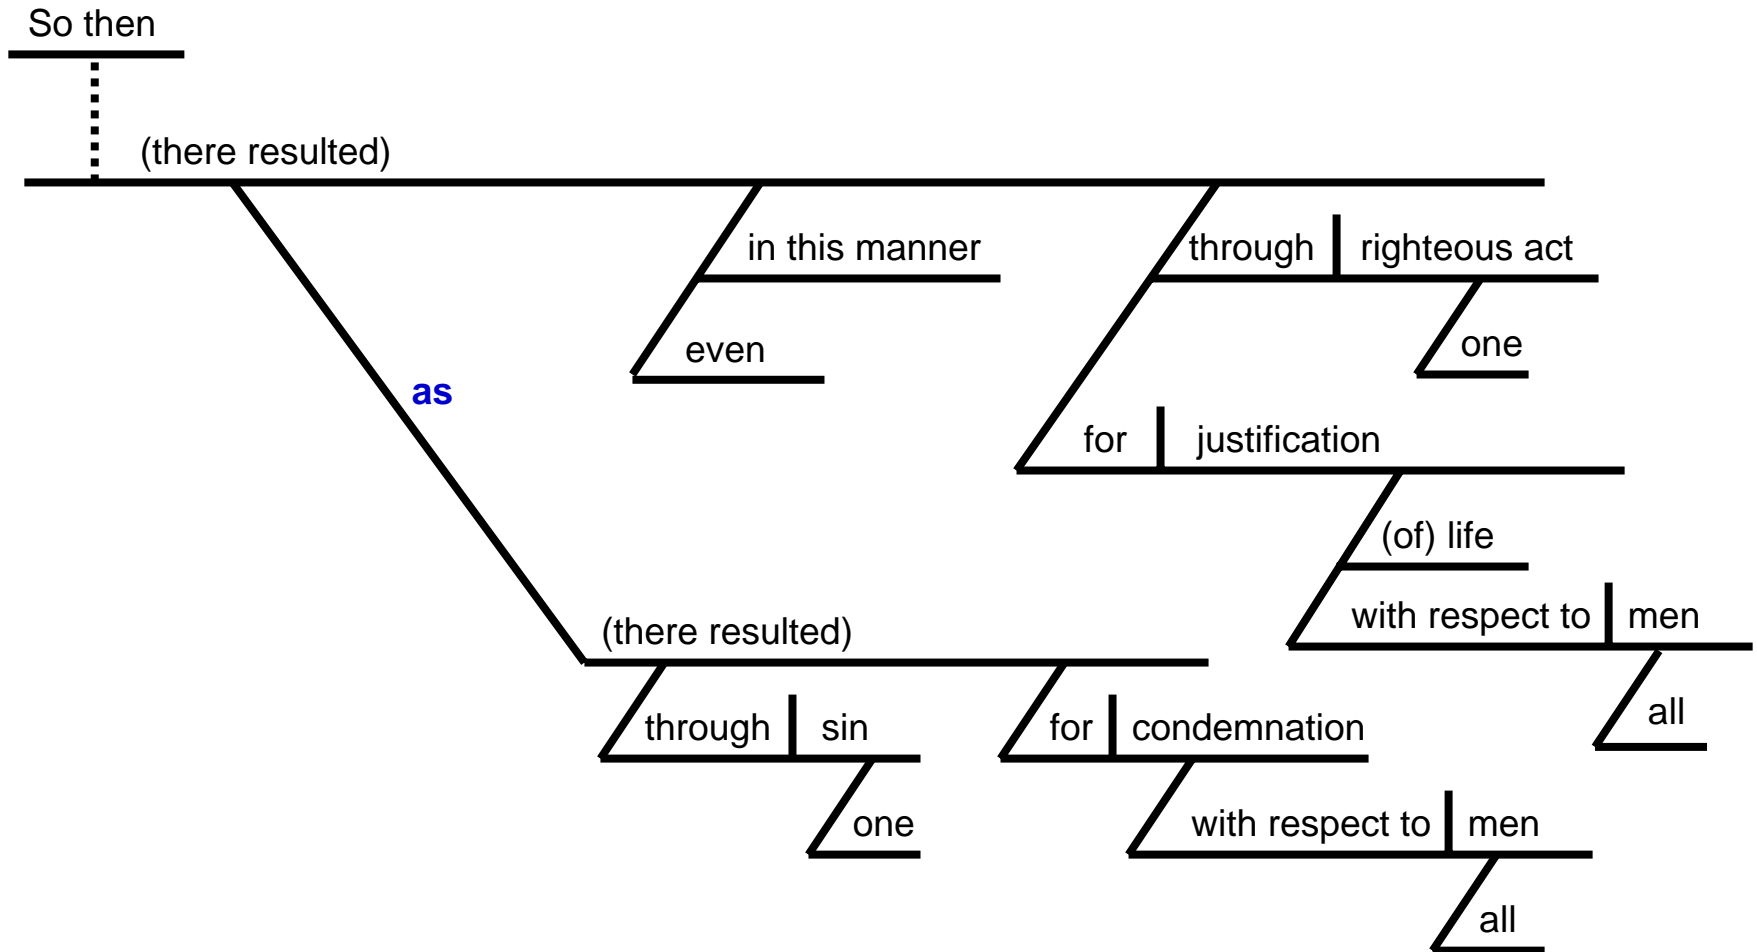 So then
(there resulted)
in this manner
through righteous act
even
one
as
for justification
(of) life
with respect to men
(there resulted)
all
through sin
for condemnation
one
with respect to men
all